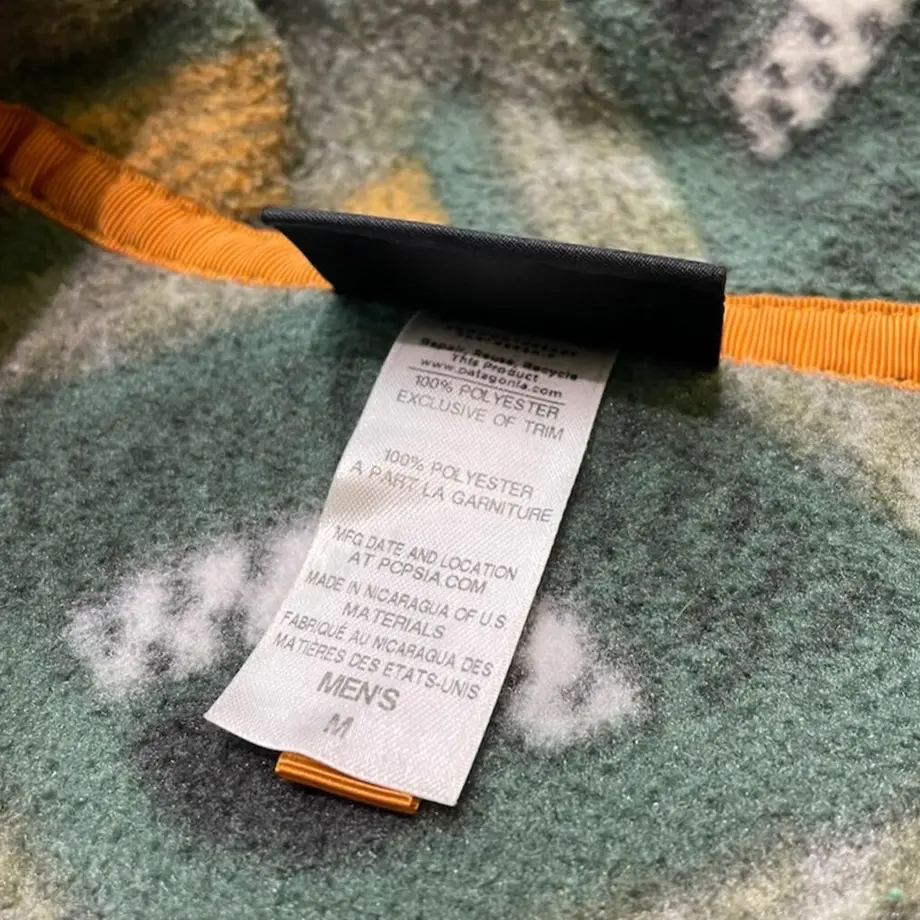 Repair, Reuse, Recycle
This Product
www.patagonia.com
100% POLYESTER
EXCLUSIVE OF TRIM
100% POLYESTER
A PART LA GARNITURE
MFG DATE AND LOCATION
AT PCPSIA.COM
MADE IN NICARAGUA OF U.S.
MATERIALS
FABRIQUÉ AU NICARAGUA DES
MATIÈRES DES ETATS-UNIS
MEN'S
M